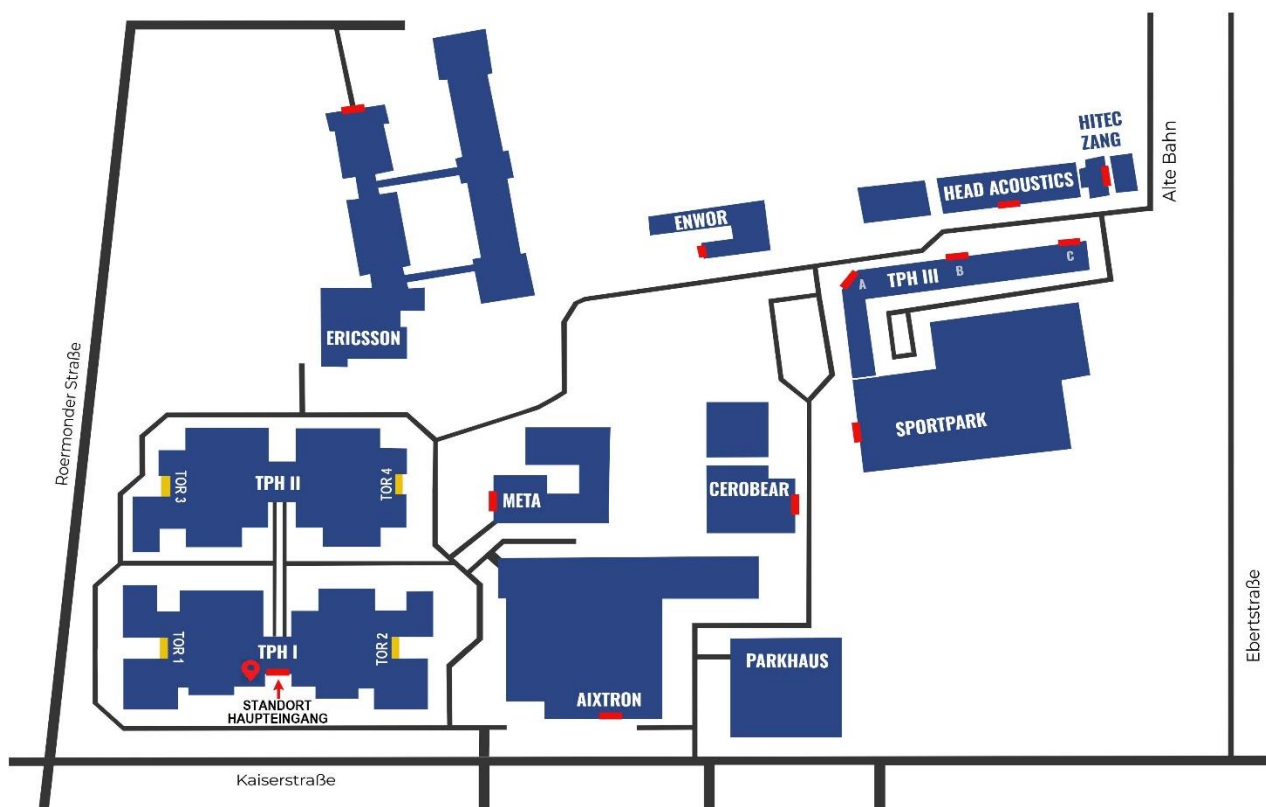 HITEC
ZANG
Alte Bahn
HEAD ACOUSTICS
ENWOR
TPH III
A
B
C
ERICSSON
Roermonder Straße
SPORTPARK
TPH II
TOR 3
TOR 4
META
CEROBEAR
Ebertstraße
TPH I
TOR 1
TOR 2
PARKHAUS
STANDORT
HAUPTEINGANG
AIXTRON
Kaiserstraße